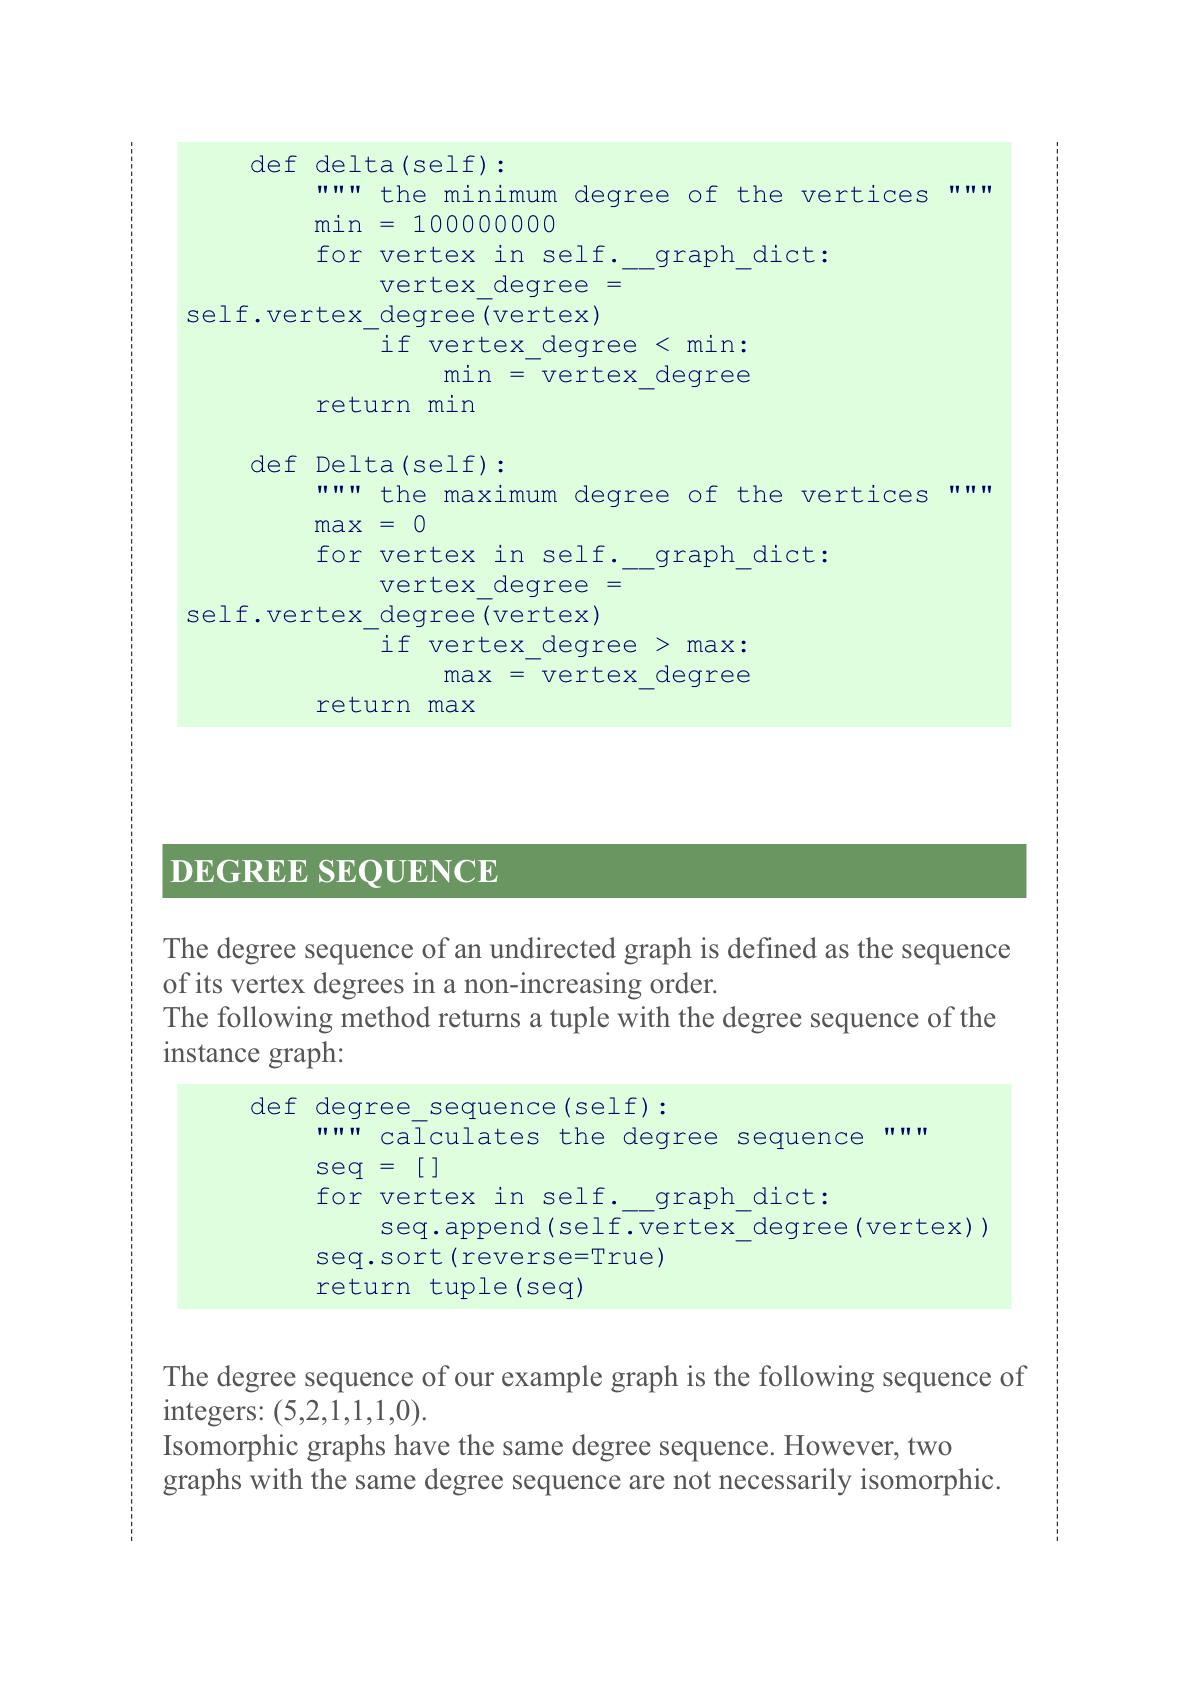 def delta(self):
        """ the minimum degree of the vertices """
        min = 100000000
        for vertex in self.__graph_dict:
            vertex_degree =
self.vertex_degree(vertex)
            if vertex_degree < min:
                min = vertex_degree
        return min

    def Delta(self):
        """ the maximum degree of the vertices """
        max = 0
        for vertex in self.__graph_dict:
            vertex_degree =
self.vertex_degree(vertex)
            if vertex_degree > max:
                max = vertex_degree
        return max

DEGREE SEQUENCE
The degree sequence of an undirected graph is defined as the sequence
of its vertex degrees in a non-increasing order.
The following method returns a tuple with the degree sequence of the
instance graph:
    def degree_sequence(self):
        """ calculates the degree sequence """
        seq = []
        for vertex in self.__graph_dict:
            seq.append(self.vertex_degree(vertex))
        seq.sort(reverse=True)
        return tuple(seq)

The degree sequence of our example graph is the following sequence of
integers: (5,2,1,1,1,0).
Isomorphic graphs have the same degree sequence. However, two
graphs with the same degree sequence are not necessarily isomorphic.